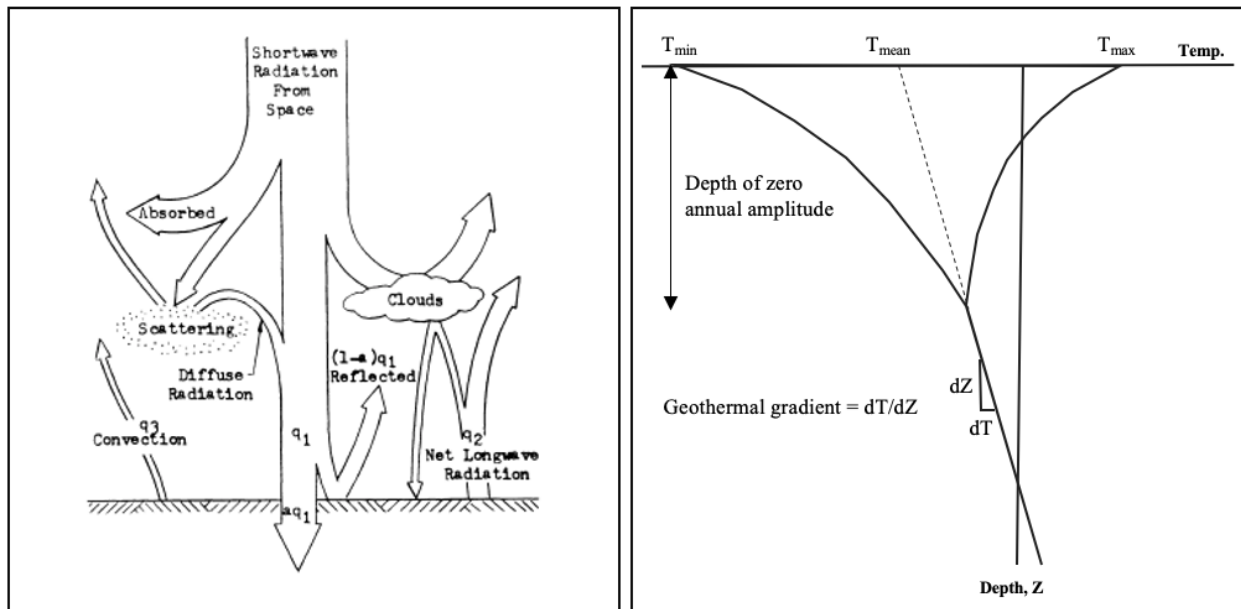 Shortwave
Radiation
From
Space
Absorbed
Scattering
Clouds
Diffuse
Radiation
(1-a)q1
Reflected
q3
Convection
q1
q2
Net Longwave
Radiation
aq1
Tmin
Tmean
Tmax
Temp.
Depth of zero
annual amplitude
Geothermal gradient = dT/dZ
dZ
dT
Depth, Z